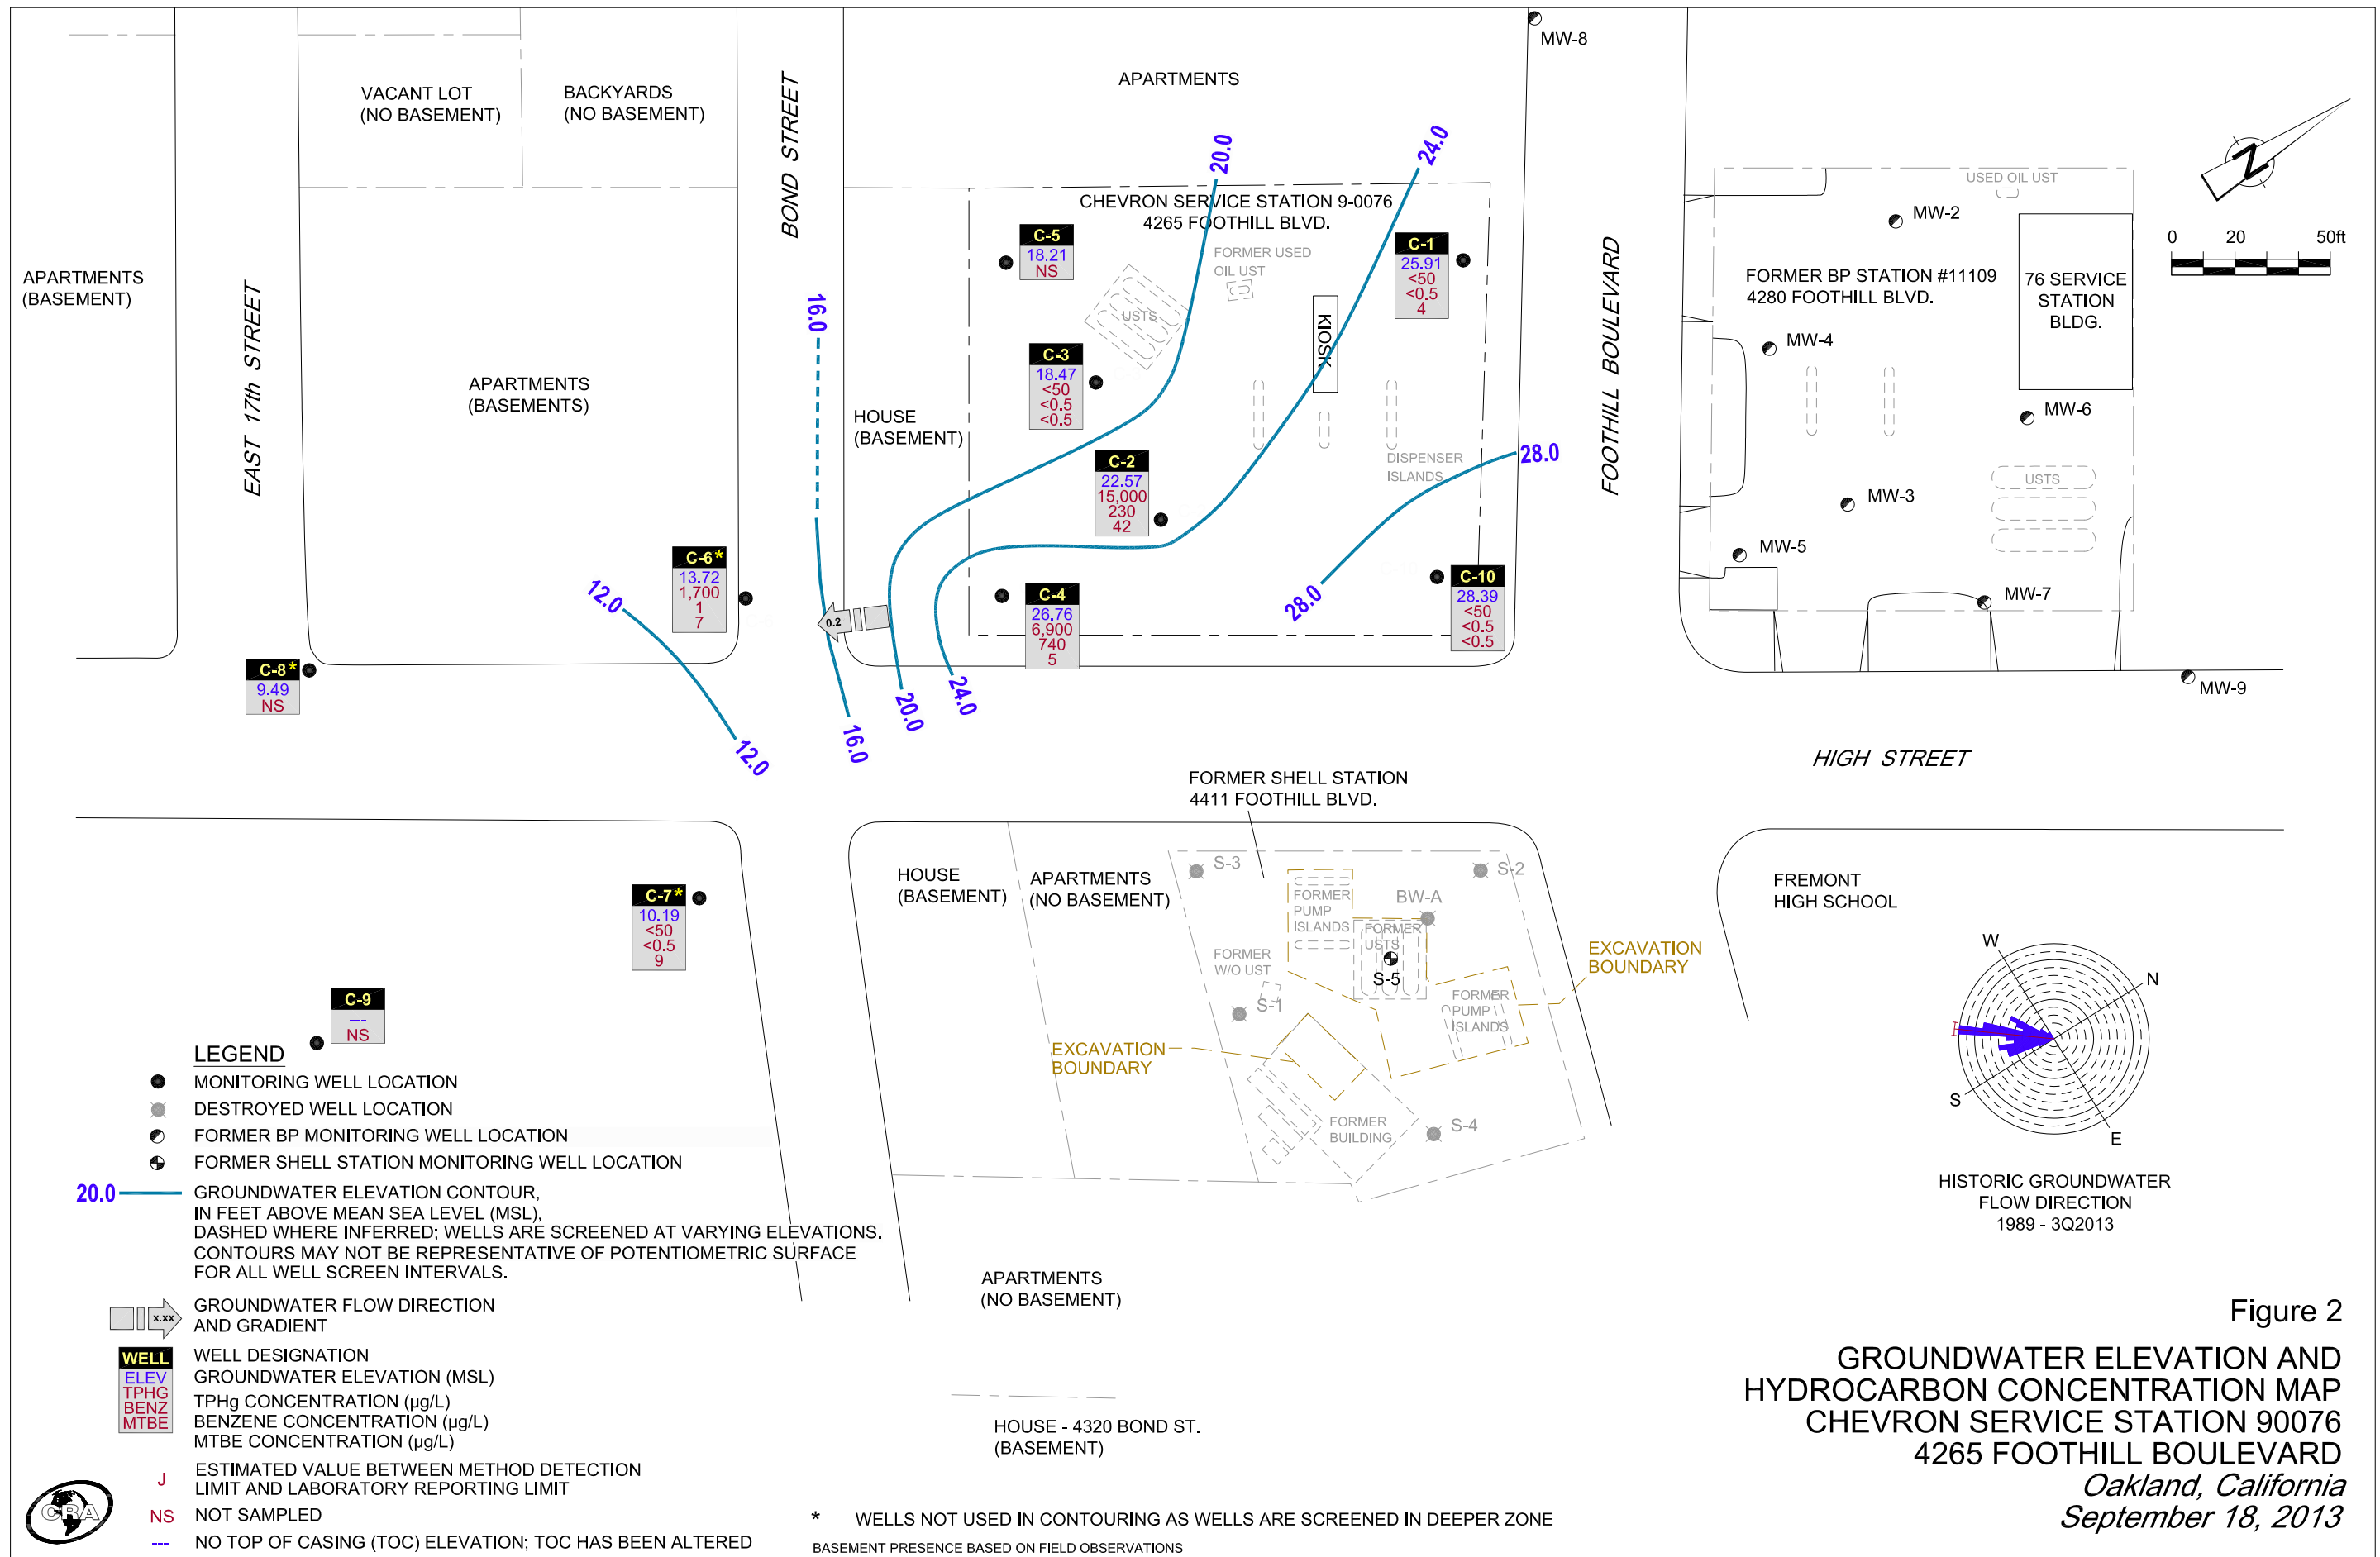 MW-8
APARTMENTS
VACANT LOT
(NO BASEMENT)
BACKYARDS
(NO BASEMENT)
BOND STREET
20.0
24.0
N
CHEVRON SERVICE STATION 9-0076
4265 FOOTHILL BLVD.
USED OIL UST
MW-2
0 20 50ft
C-5
18.21
NS
FORMER USED
OIL UST
C-1
25.91
<50
<0.5
4
FORMER BP STATION #11109
4280 FOOTHILL BLVD.
76 SERVICE
STATION
BLDG.
APARTMENTS
(BASEMENT)
EAST 17th STREET
16.0
USTS
KIOSK
FOOTHILL BOULEVARD
MW-4
C-3
18.47
<50
<0.5
<0.5
APARTMENTS
(BASEMENTS)
HOUSE
(BASEMENT)
MW-6
C-2
22.57
15,000
230
42
DISPENSER
ISLANDS
28.0
USTS
MW-3
MW-5
C-6*
13.72
1,700
1
7
12.0
0.2
C-4
26.76
6,900
740
5
28.0
C-10
28.39
<50
<0.5
<0.5
MW-7
C-8*
9.49
NS
MW-9
12.0
16.0
20.0
24.0
HIGH STREET
FORMER SHELL STATION
4411 FOOTHILL BLVD.
C-7*
10.19
<50
<0.5
9
HOUSE
(BASEMENT)
APARTMENTS
(NO BASEMENT)
S-3
S-2
FORMER
PUMP
ISLANDS
BW-A
FORMER
USTS
S-5
FORMER
W/O UST
S-1
FORMER
PUMP
ISLANDS
EXCAVATION
BOUNDARY
EXCAVATION
BOUNDARY
FORMER
BUILDING
S-4
FREMONT
HIGH SCHOOL
C-9
---
NS
W
N
S
E
HISTORIC GROUNDWATER
FLOW DIRECTION
1989 - 3Q2013
LEGEND
MONITORING WELL LOCATION
DESTROYED WELL LOCATION
FORMER BP MONITORING WELL LOCATION
FORMER SHELL STATION MONITORING WELL LOCATION
20.0 GROUNDWATER ELEVATION CONTOUR,
IN FEET ABOVE MEAN SEA LEVEL (MSL),
DASHED WHERE INFERRED; WELLS ARE SCREENED AT VARYING ELEVATIONS.
CONTOURS MAY NOT BE REPRESENTATIVE OF POTENTIOMETRIC SURFACE
FOR ALL WELL SCREEN INTERVALS.
x.xx GROUNDWATER FLOW DIRECTION
AND GRADIENT
WELL WELL DESIGNATION
ELEV GROUNDWATER ELEVATION (MSL)
TPHG TPHg CONCENTRATION (µg/L)
BENZ BENZENE CONCENTRATION (µg/L)
MTBE MTBE CONCENTRATION (µg/L)
J ESTIMATED VALUE BETWEEN METHOD DETECTION
LIMIT AND LABORATORY REPORTING LIMIT
NS NOT SAMPLED
--- NO TOP OF CASING (TOC) ELEVATION; TOC HAS BEEN ALTERED
CRA
APARTMENTS
(NO BASEMENT)
HOUSE - 4320 BOND ST.
(BASEMENT)
* WELLS NOT USED IN CONTOURING AS WELLS ARE SCREENED IN DEEPER ZONE
BASEMENT PRESENCE BASED ON FIELD OBSERVATIONS
Figure 2
GROUNDWATER ELEVATION AND
HYDROCARBON CONCENTRATION MAP
CHEVRON SERVICE STATION 90076
4265 FOOTHILL BOULEVARD
Oakland, California
September 18, 2013